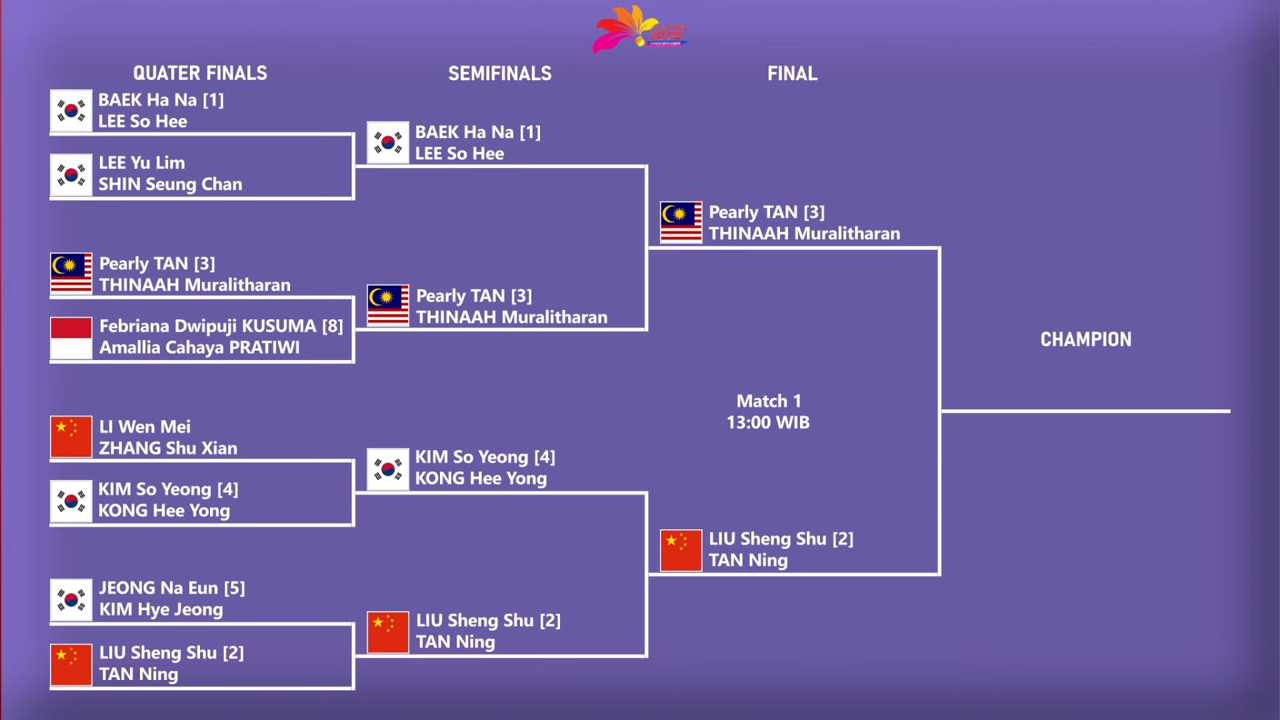 QUATER FINALS
SEMIFINALS
FINAL
BAEK Ha Na [1]
LEE So Hee
LEE Yu Lim
SHIN Seung Chan
Pearly TAN [3]
THINAAH Muralitharan
Febriana Dwipuji KUSUMA [8]
Amallia Cahaya PRATIWI
LI Wen Mei
ZHANG Shu Xian
KIM So Yeong [4]
KONG Hee Yong
JEONG Na Eun [5]
KIM Hye Jeong
LIU Sheng Shu [2]
TAN Ning
BAEK Ha Na [1]
LEE So Hee
Pearly TAN [3]
THINAAH Muralitharan
KIM So Yeong [4]
KONG Hee Yong
LIU Sheng Shu [2]
TAN Ning
Pearly TAN [3]
THINAAH Muralitharan
Match 1
13:00 WIB
LIU Sheng Shu [2]
TAN Ning
CHAMPION